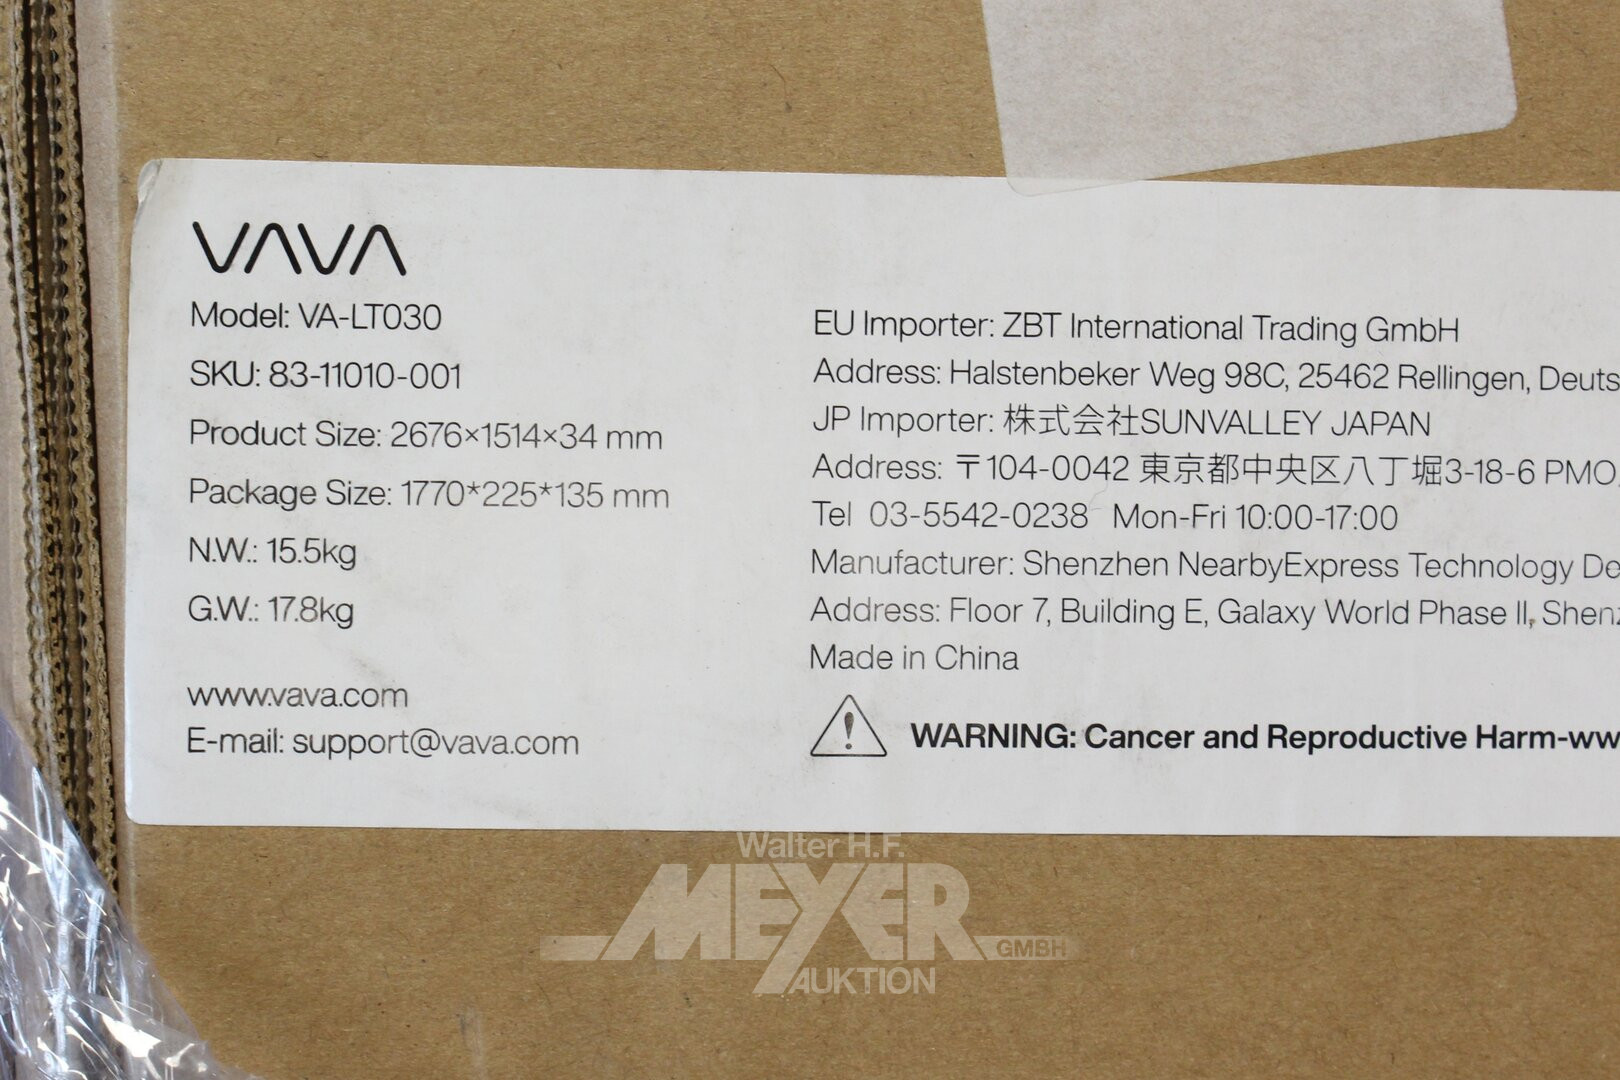 VAVA
Model: VA-LT030
SKU: 83-11010-001
Product Size: 2676×1514×34 mm
Package Size: 1770*225*135 mm
N.W.: 15.5kg
G.W.: 17.8kg
www.vava.com
E-mail: support@vava.com
EU Importer: ZBT International Trading GmbH
Address: Halstenbeker Weg 98C, 25462 Rellingen, Deuts
JP Importer: 株式会社SUNVALLEY JAPAN
Address: 〒104-0042 東京都中央区八丁堀3-18-6 PMO
Tel 03-5542-0238 Mon-Fri 10:00-17:00
Manufacturer: Shenzhen NearbyExpress Technology De
Address: Floor 7, Building E, Galaxy World Phase II, Shenz
Made in China
WARNING: Cancer and Reproductive Harm-ww
Walter H.F.
MEYER
GMBH
AUKTION